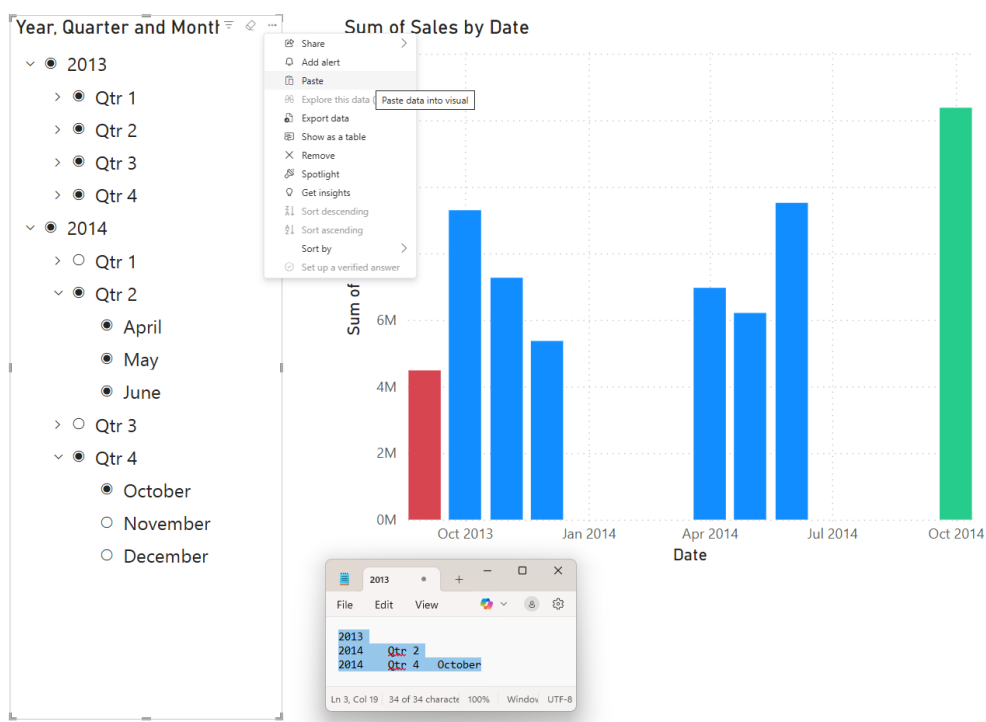 Year, Quarter and Month
2013
Qtr 1
Qtr 2
Qtr 3
Qtr 4
2014
Qtr 1
Qtr 2
April
May
June
Qtr 3
Qtr 4
October
November
December
Share
Add alert
Paste
Explore this data (
Paste data into visual
Export data
Show as a table
Remove
Spotlight
Get insights
Sort descending
Sort ascending
Sort by
Set up a verified answer
Sum of Sales by Date
Sum of
6M
4M
2M
0M
Oct 2013 Jan 2014 Apr 2014 Jul 2014 Oct 2014
Date
2013
File Edit View
2013
2014 Qtr 2
2014 Qtr 4 October
Ln 3, Col 19 34 of 34 characte 100% Window UTF-8